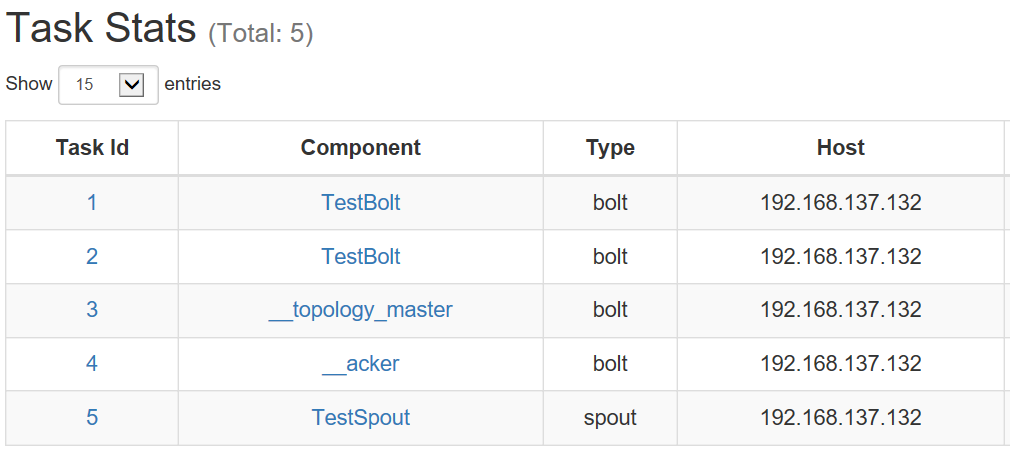 Task Stats (Total: 5)
Show 15 entries
Task Id Component Type Host
1 TestBolt bolt 192.168.137.132
2 TestBolt bolt 192.168.137.132
3 __topology_master bolt 192.168.137.132
4 __acker bolt 192.168.137.132
5 TestSpout spout 192.168.137.132